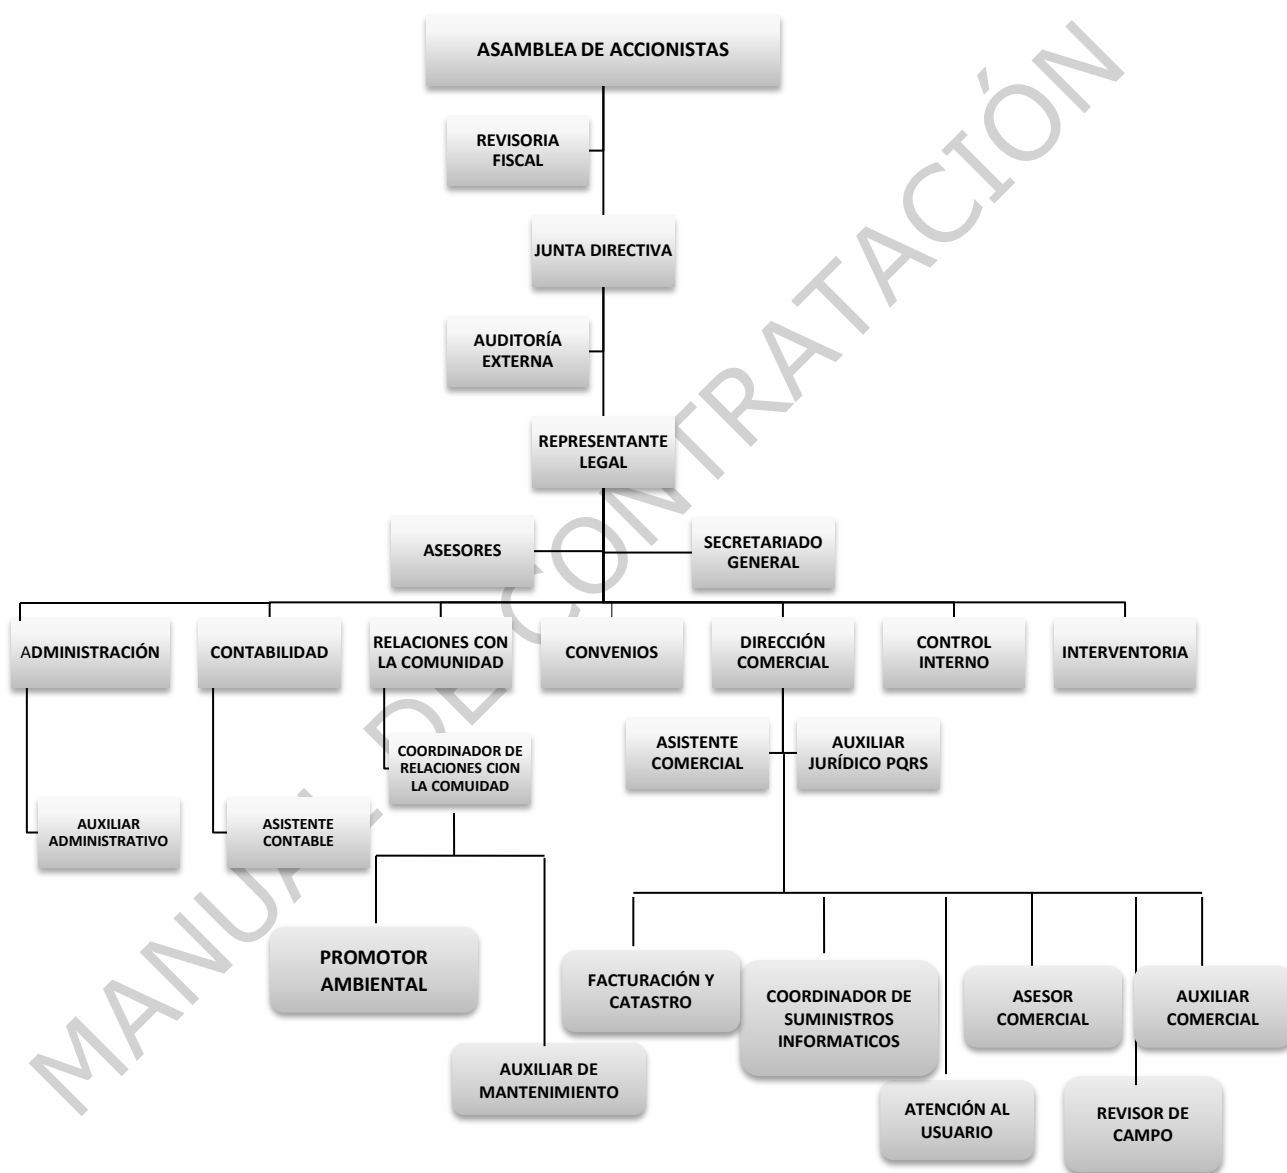 ASAMBLEA DE ACCIONISTAS
REVISORIA
FISCAL
JUNTA DIRECTIVA
AUDITORÍA
EXTERNA
REPRESENTANTE
LEGAL
ASESORES
SECRETARIADO
GENERAL
ADMINISTRACIÓN
CONTABILIDAD
RELACIONES CON
LA COMUNIDAD
CONVENIOS
DIRECCIÓN
COMERCIAL
CONTROL
INTERNO
INTERVENTORIA
COORDINADOR DE
RELACIONES CION
LA COMUIDAD
ASISTENTE
COMERCIAL
AUXILIAR
JURÍDICO PQRS
AUXILIAR
ADMINISTRATIVO
ASISTENTE
CONTABLE
PROMOTOR
AMBIENTAL
AUXILIAR DE
MANTENIMIENTO
FACTURACIÓN Y
CATASTRO
COORDINADOR DE
SUMINISTROS
INFORMATICOS
ASESOR
COMERCIAL
AUXILIAR
COMERCIAL
ATENCIÓN AL
USUARIO
REVISOR DE
CAMPO
MANUAL DE CONTRATACIÓN